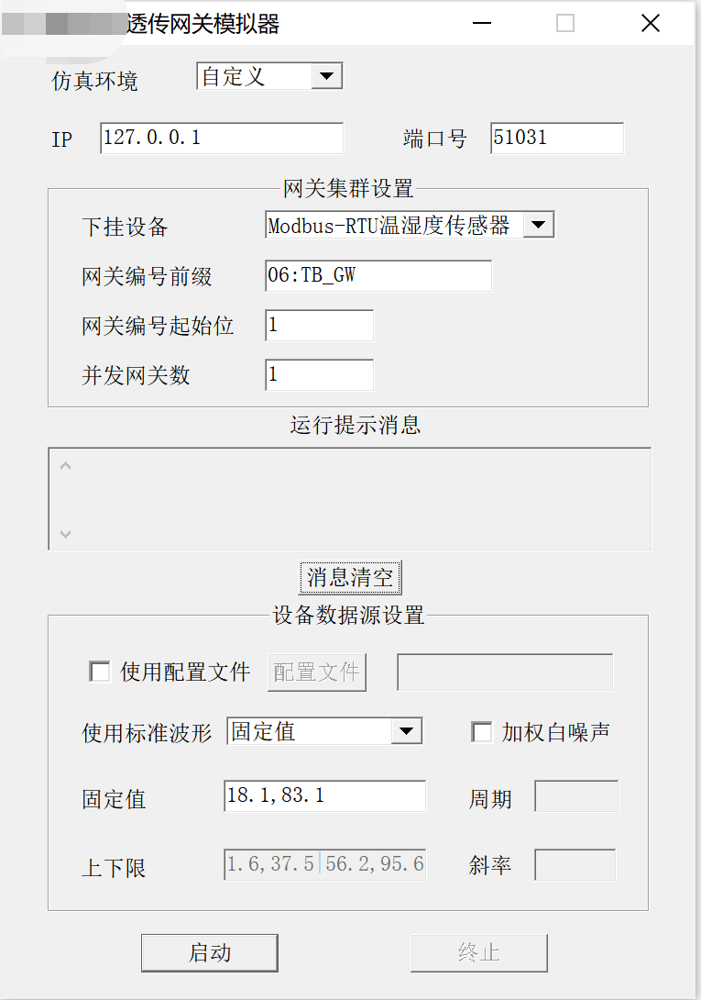 透传网关模拟器
仿真环境 自定义
IP 127.0.0.1 端口号 51031
网关集群设置
下挂设备 Modbus-RTU温湿度传感器
网关编号前缀 06:TB_GW
网关编号起始位 1
并发网关数 1
运行提示消息
消息清空
设备数据源设置
使用配置文件 配置文件
使用标准波形 固定值 加权白噪声
固定值 18.1,83.1 周期
上下限 1.6,37.5|56.2,95.6 斜率
启动 终止